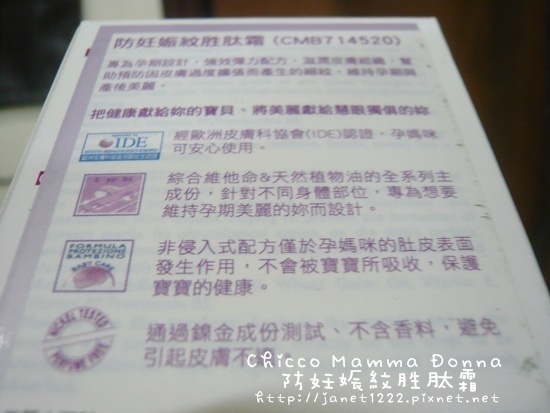 防妊娠紋胜肽霜 (CMB714520)
專為孕期設計，強效彈力配方，滋潤皮膚組織，幫
助預防因皮膚過度擴張而產生的細紋，維持孕期與
產後美麗。
把健康獻給妳的寶貝、將美麗獻給慧眼獨俱的妳
IDE
經歐洲皮膚科協會(IDE)認證，孕媽咪
可安心使用。
綜合維他命&天然植物油的全系列主
成份，針對不同身體部位，專為想要
維持孕期美麗的妳而設計。
FORMULA
PROTEZIONE
BAMBINO
BABY CARE
非侵入式配方僅於孕媽咪的肚皮表面
發生作用，不會被寶寶所吸收，保護
寶寶的健康。
NICKEL TESTED
PERFUME FREE
通過鎳金成份測試、不含香料，避免
引起皮膚不
Chicco Mamma Donna
防妊娠紋胜肽霜
http://janet1222.pixnet.net